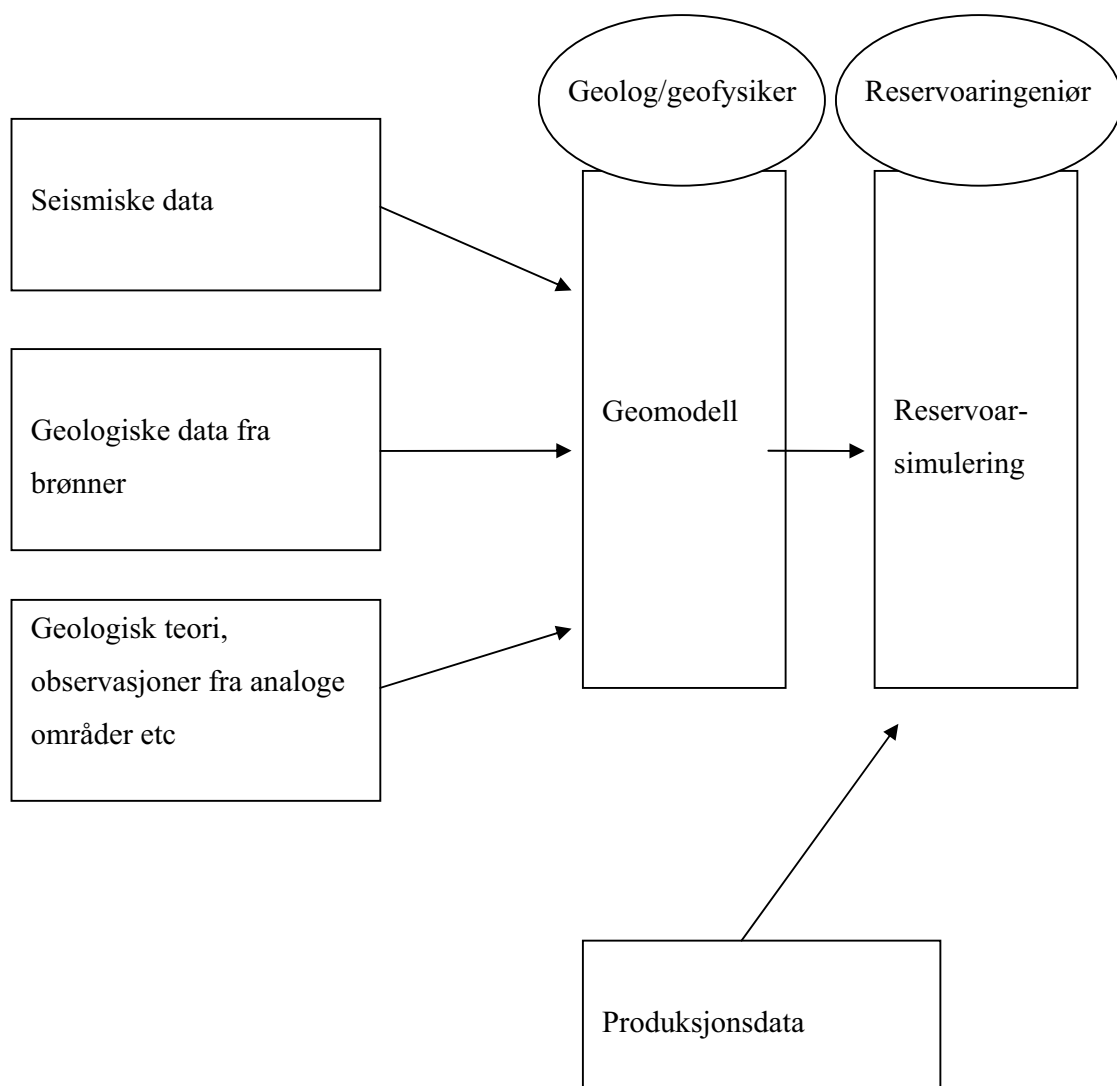 Geolog/geofysiker
Reservoaringeniør
Seismiske data
Geologiske data fra
brønner
Geologisk teori,
observasjoner fra analoge
områder etc
Geomodell
Reservoar-
simulering
Produksjonsdata